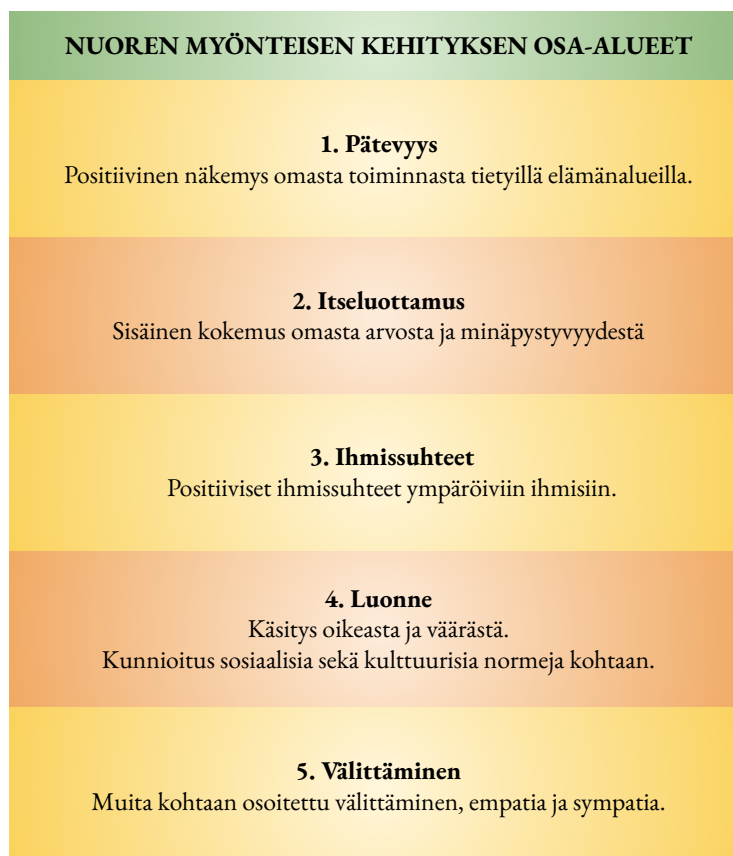 NUOREN MYÖNTEISEN KEHITYKSEN OSA-ALUEET
1. Pätevyys
Positiivinen näkemys omasta toiminnasta tietyillä elämänalueilla.
2. Itseluottamus
Sisäinen kokemus omasta arvosta ja minäpystyvyydestä
3. Ihmissuhteet
Positiiviset ihmissuhteet ympäröiviin ihmisiin.
4. Luonne
Käsitys oikeasta ja väärästä.
Kunnioitus sosiaalisia sekä kulttuurisia normeja kohtaan.
5. Välittäminen
Muita kohtaan osoitettu välittäminen, empatia ja sympatia.